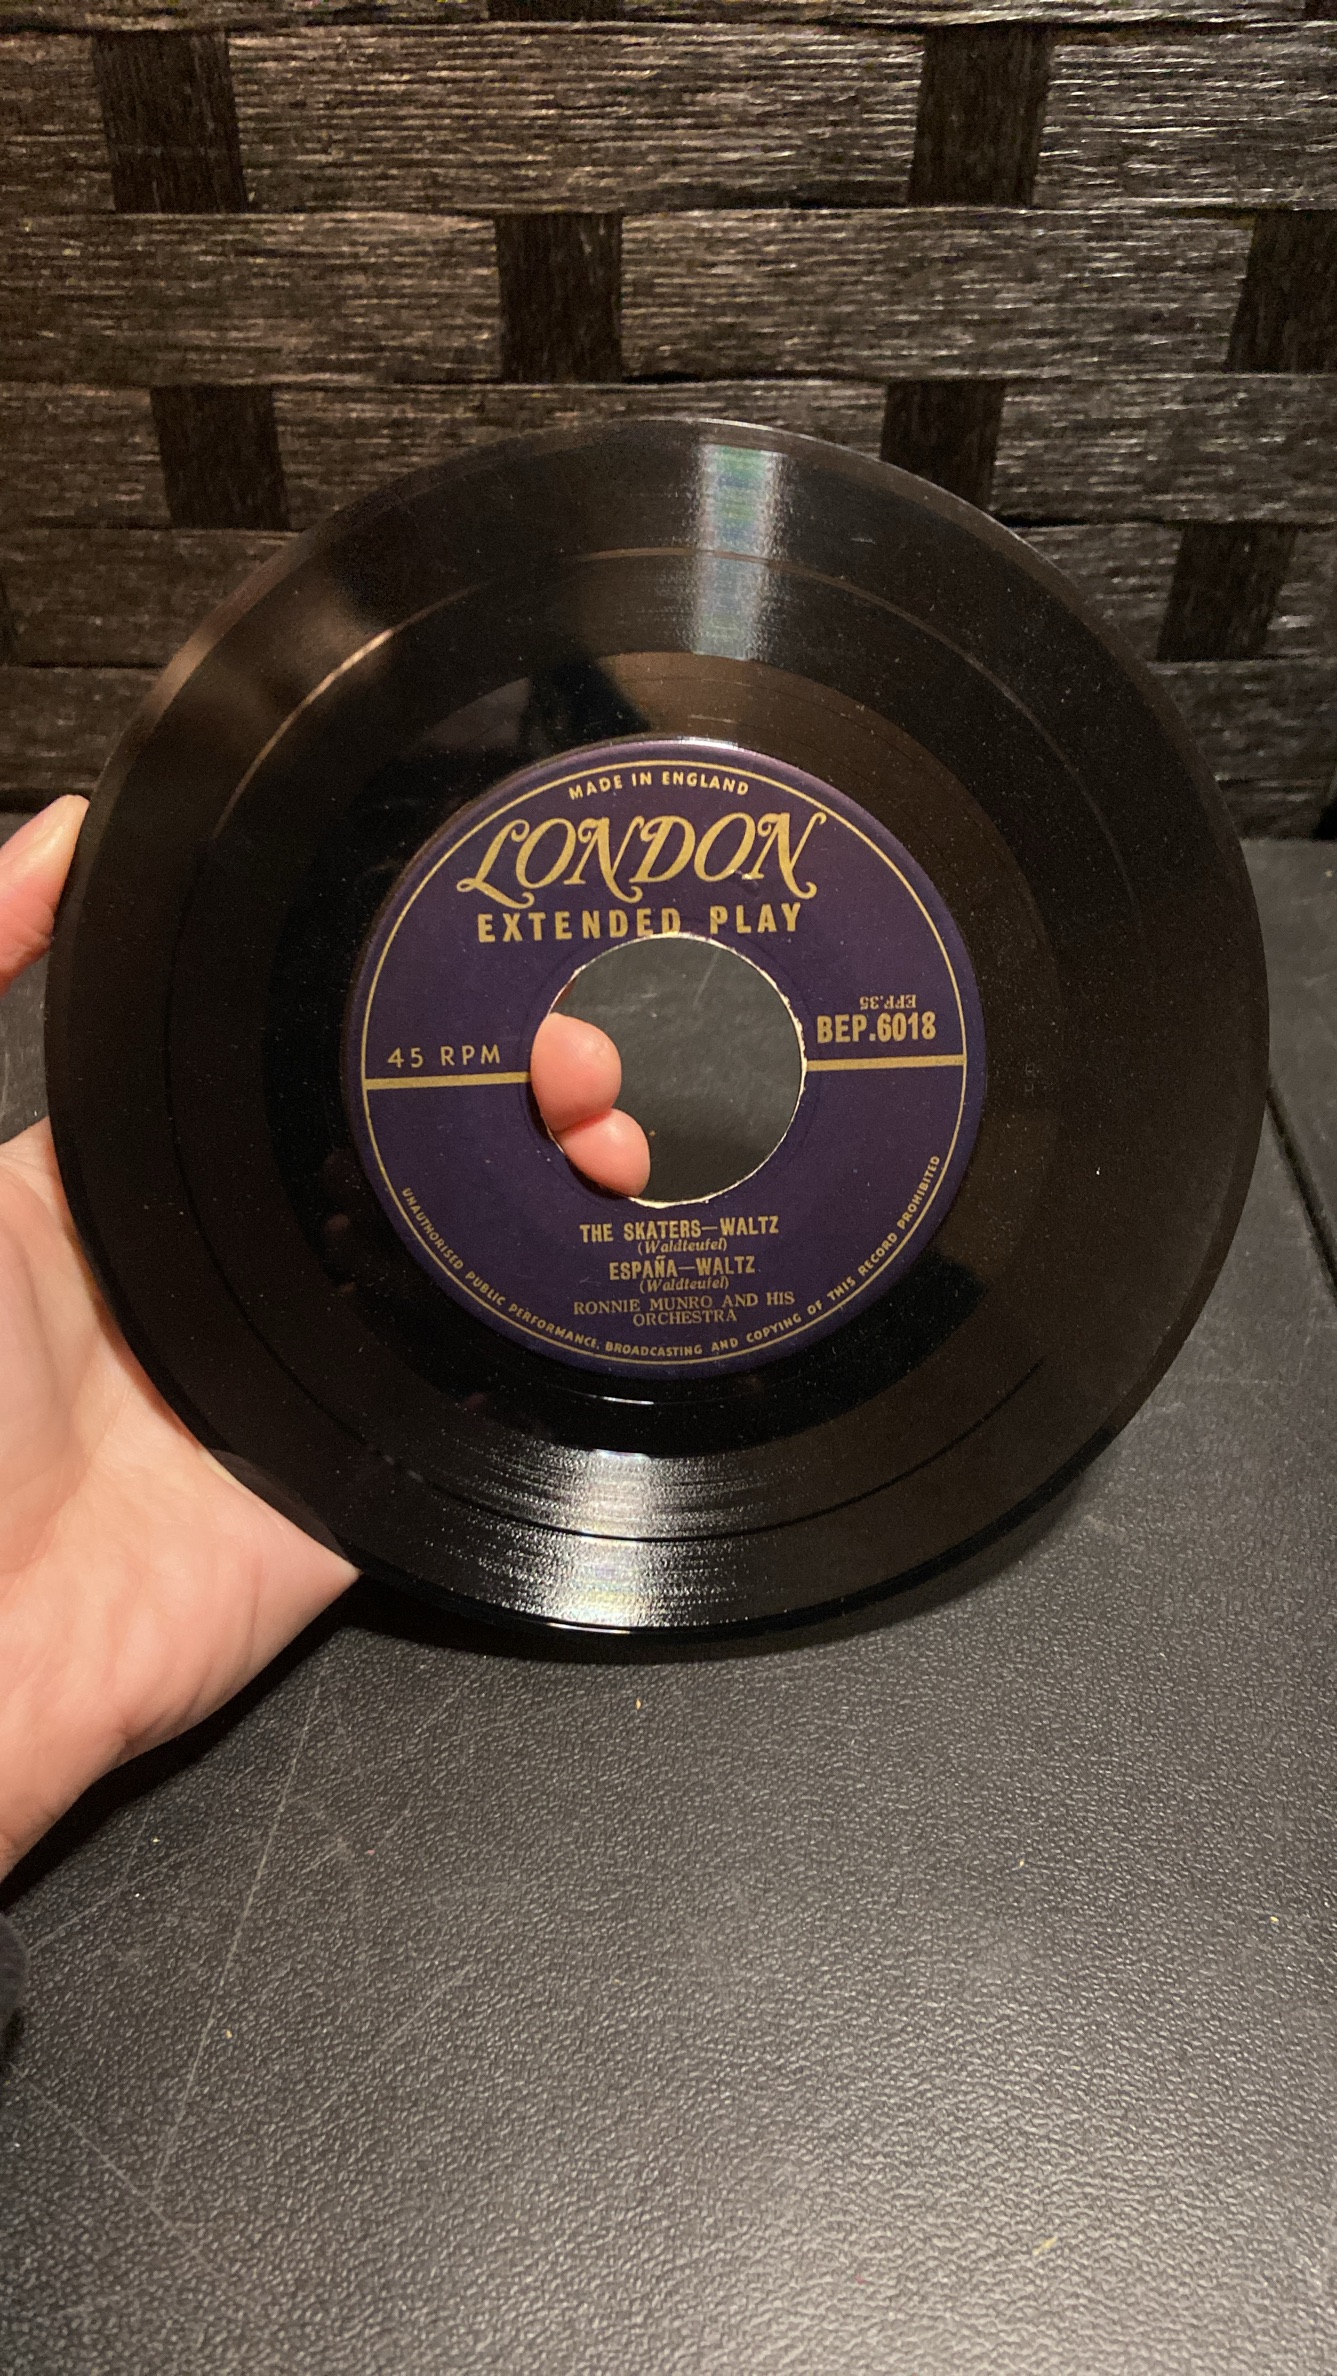 MADE IN ENGLAND
LONDON
EXTENDED PLAY
EFF.35
BEP.6018
45 RPM
THE SKATERS—WALTZ
(Waldteufel)
ESPAÑA—WALTZ
(Waldteufel)
RONNIE MUNRO AND HIS
ORCHESTRA
UNAUTHORISED PUBLIC PERFORMANCE, BROADCASTING AND COPYING OF THIS RECORD PROHIBITED